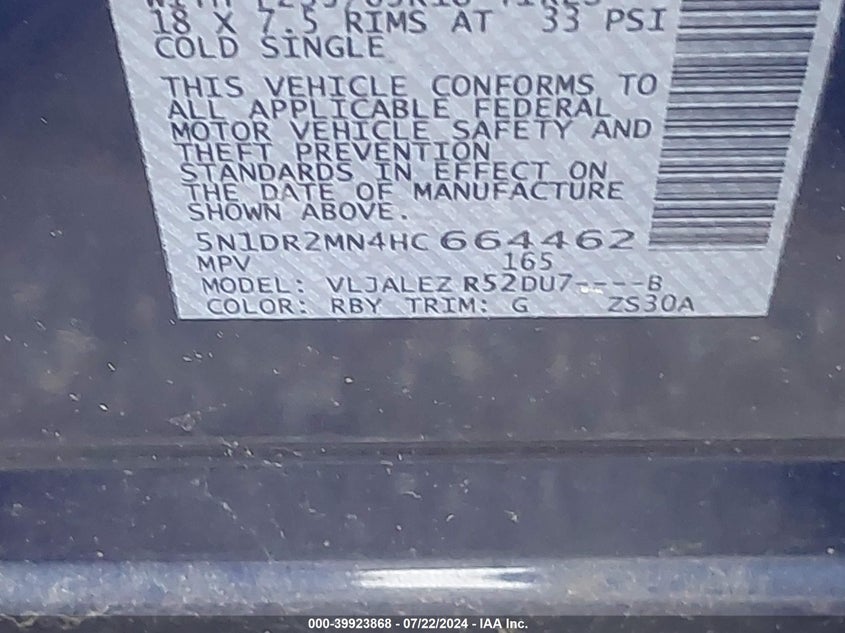 18 X 7.5 RIMS AT 33 PSI
COLD SINGLE
THIS VEHICLE CONFORMS TO
ALL APPLICABLE FEDERAL
MOTOR VEHICLE SAFETY AND
THEFT PREVENTION
STANDARDS IN EFFECT ON
THE DATE OF MANUFACTURE
SHOWN ABOVE.
5N1DR2MN4HC 664462
MPV 165
MODEL: VLJALEZ R52DU7----B
COLOR: RBY TRIM: G ZS30A
000-39923868 - 07/22/2024 - IAA Inc.